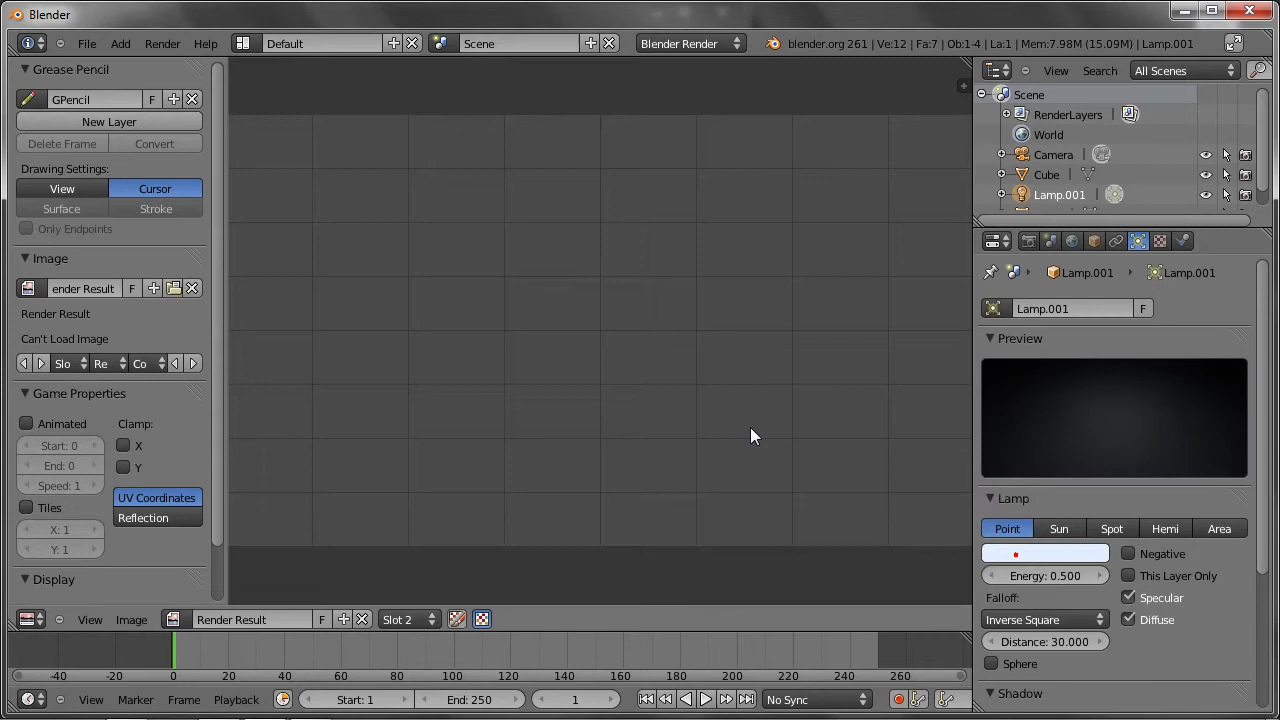 Blender
File Add Render Help Default Scene Blender Render blender.org 261 | Ve:12 | Fa:7 | Ob:1-4 | La:1 | Mem:7.98M (15.09M) | Lamp.001
Grease Pencil
GPencil F
New Layer
Delete Frame Convert
Drawing Settings:
View Cursor
Surface Stroke
Only Endpoints
Image
ender Result F
Render Result
Can't Load Image
Slo Re Co
Game Properties
Animated Clamp:
Start: 0 X
End: 0 Y
Speed: 1
Tiles UV Coordinates
X: 1 Reflection
Y: 1
Display
View Image Render Result F Slot 2
-40 -20 0 20 40 60 80 100 120 140 160 180 200 220 240 260
View Marker Frame Playback Start: 1 End: 250 1 No Sync
View Search All Scenes
Scene
RenderLayers |
World
Camera |
Cube |
Lamp.001 |
Lamp.001 Lamp.001
Lamp.001 F
Preview
Lamp
Point Sun Spot Hemi Area
Negative
Energy: 0.500 This Layer Only
Falloff: Specular
Inverse Square Diffuse
Distance: 30.000
Sphere
Shadow